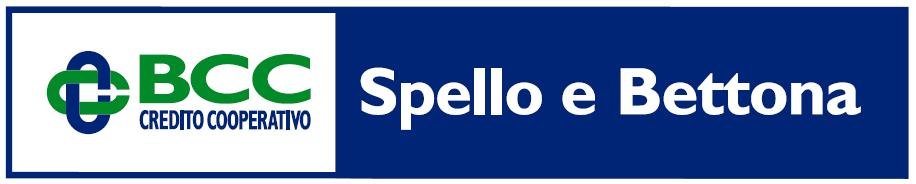 BCC
CREDITO COOPERATIVO
Spello e Bettona